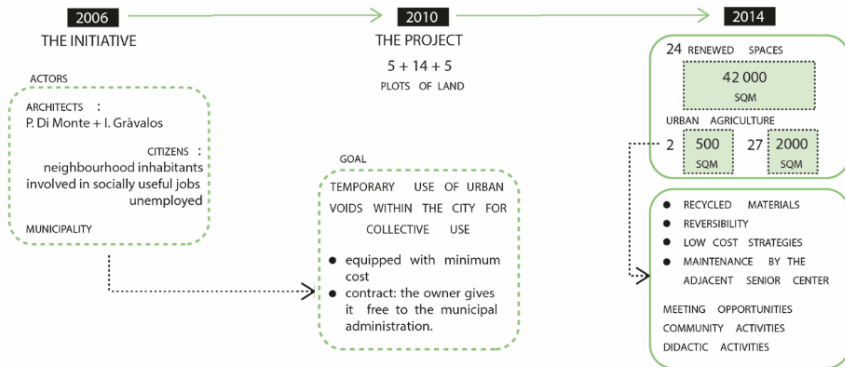 2006
THE INITIATIVE
ACTORS
ARCHITECTS :
P. Di Monte + I. Gràvalos
CITIZENS :
neighbourhood inhabitants
involved in socially useful jobs
unemployed
MUNICIPALITY
2010
THE PROJECT
5 + 14 + 5
PLOTS OF LAND
GOAL
TEMPORARY USE OF URBAN
VOIDS WITHIN THE CITY FOR
COLLECTIVE USE
● equipped with minimum
cost
● contract: the owner gives
it free to the municipal
administration.
2014
24 RENEWED SPACES
42 000
SQM
URBAN AGRICULTURE
2 500 27 2000
SQM SQM
● RECYCLED MATERIALS
● REVERSIBILITY
● LOW COST STRATEGIES
● MAINTENANCE BY THE
ADJACENT SENIOR CENTER
MEETING OPPORTUNITIES
COMMUNITY ACTIVITIES
DIDACTIC ACTIVITIES